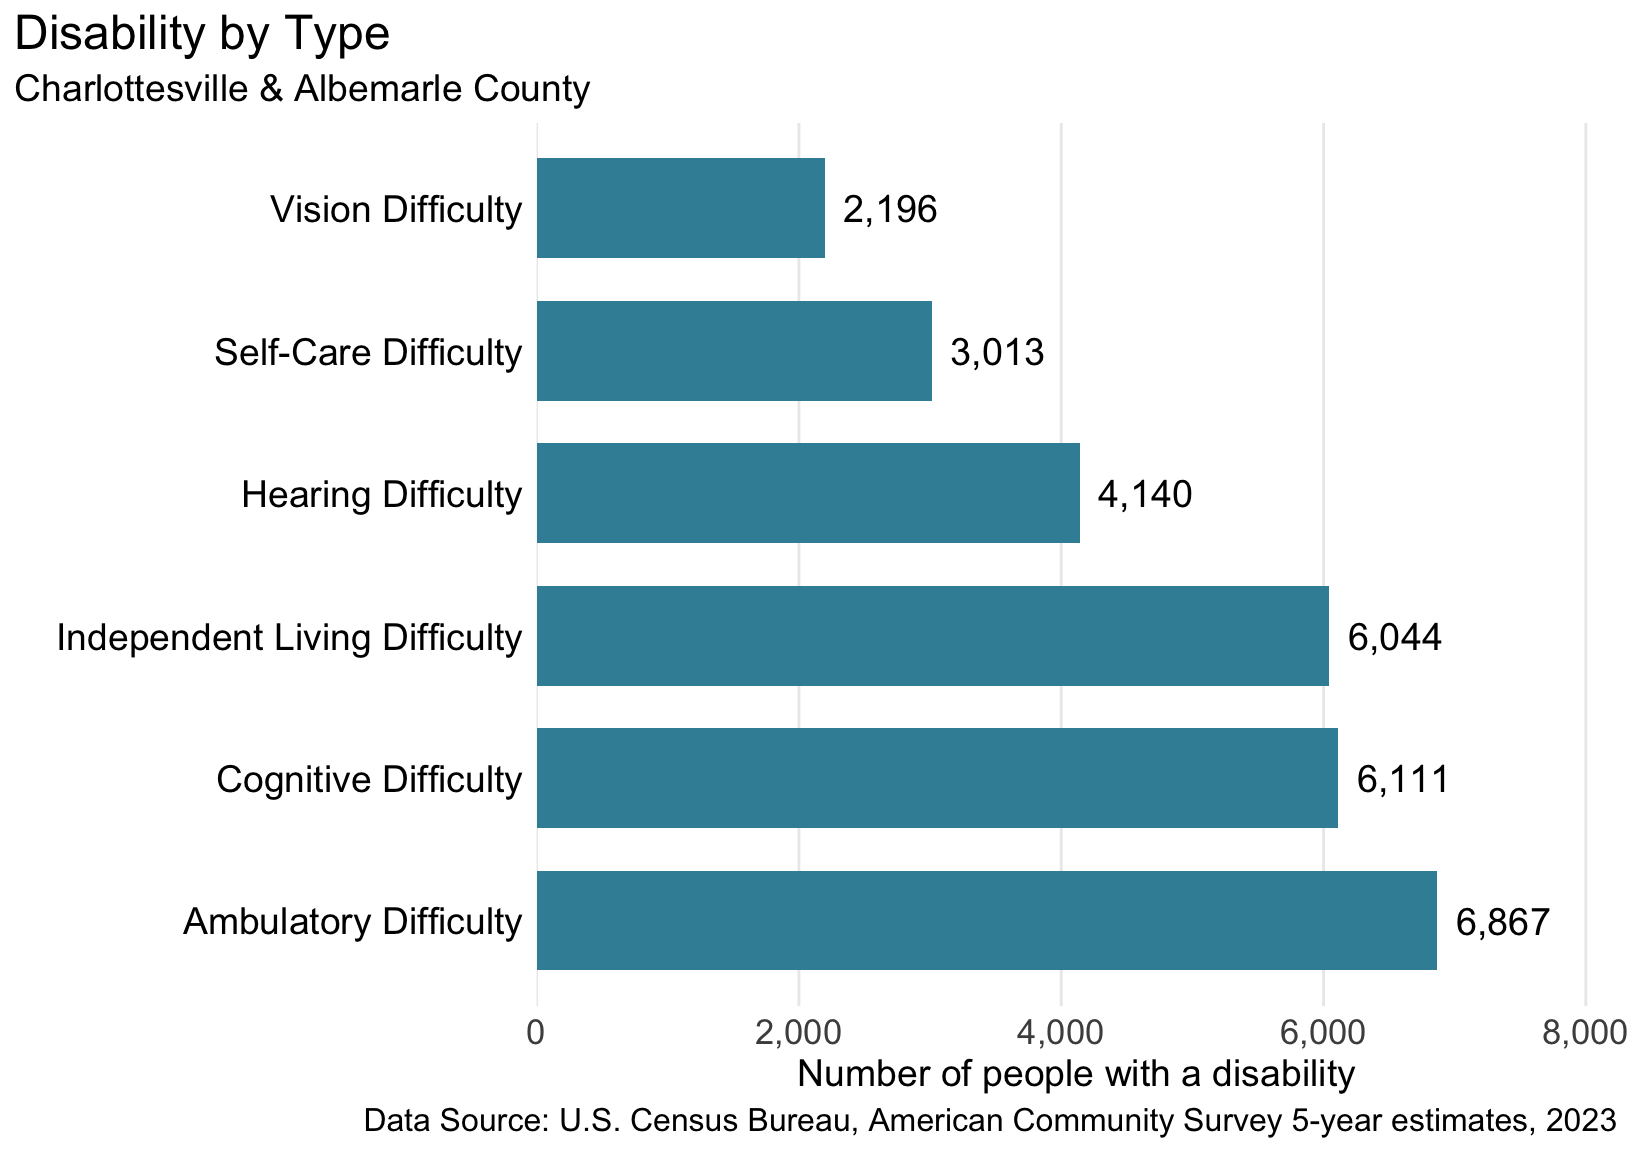 Disability by Type
Charlottesville & Albemarle County
Vision Difficulty 2,196
Self-Care Difficulty 3,013
Hearing Difficulty 4,140
Independent Living Difficulty 6,044
Cognitive Difficulty 6,111
Ambulatory Difficulty 6,867
0 2,000 4,000 6,000 8,000
Number of people with a disability
Data Source: U.S. Census Bureau, American Community Survey 5-year estimates, 2023